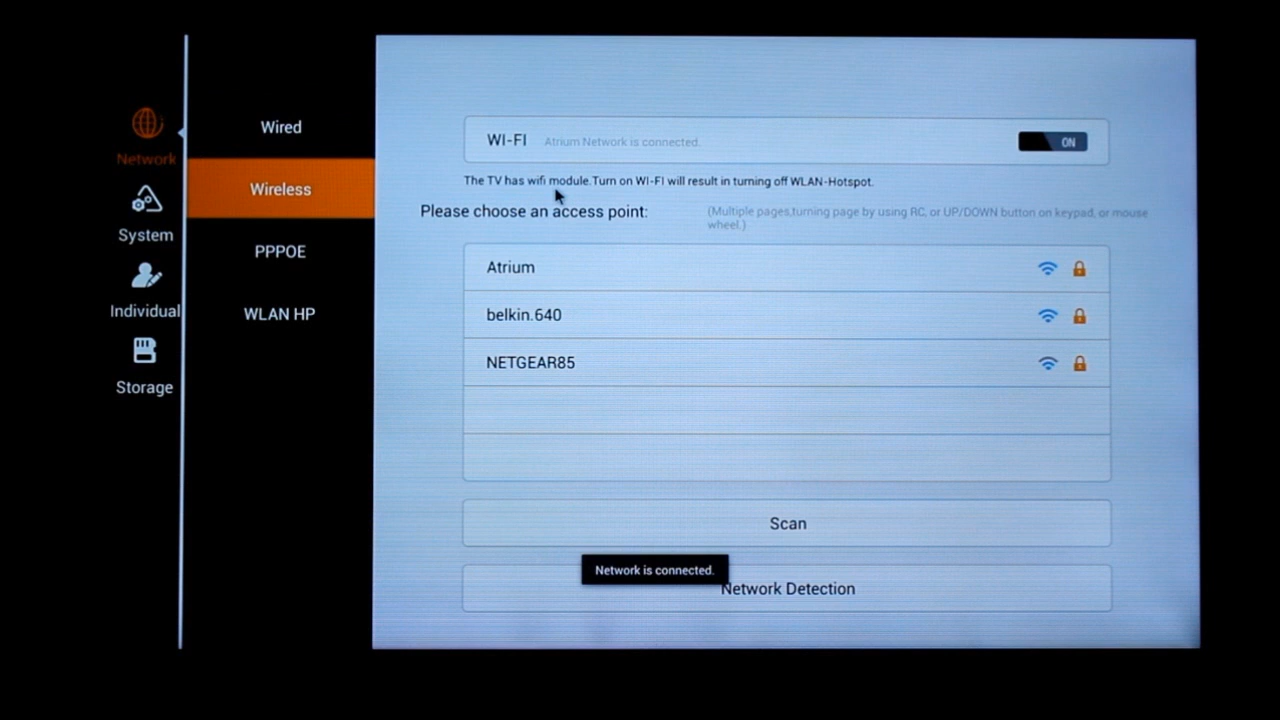 Network
System
Individual
Storage
Wired
Wireless
PPPOE
WLAN HP
WI-FI Atrium Network is connected. ON
The TV has wifi module.Turn on WI-FI will result in turning off WLAN-Hotspot.
Please choose an access point: (Multiple pages,turning page by using RC, or UP/DOWN button on keypad, or mouse
wheel.)
Atrium
belkin.640
NETGEAR85
Scan
Network is connected.
Network Detection